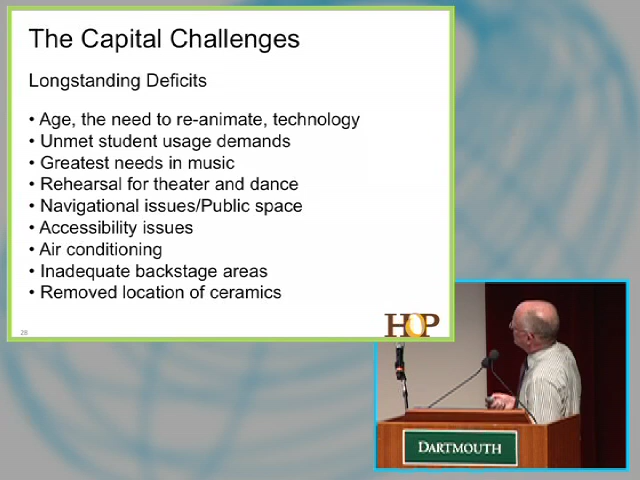 The Capital Challenges
Longstanding Deficits
• Age, the need to re-animate, technology
• Unmet student usage demands
• Greatest needs in music
• Rehearsal for theater and dance
• Navigational issues/Public space
• Accessibility issues
• Air conditioning
• Inadequate backstage areas
• Removed location of ceramics
28
HOP
DARTMOUTH